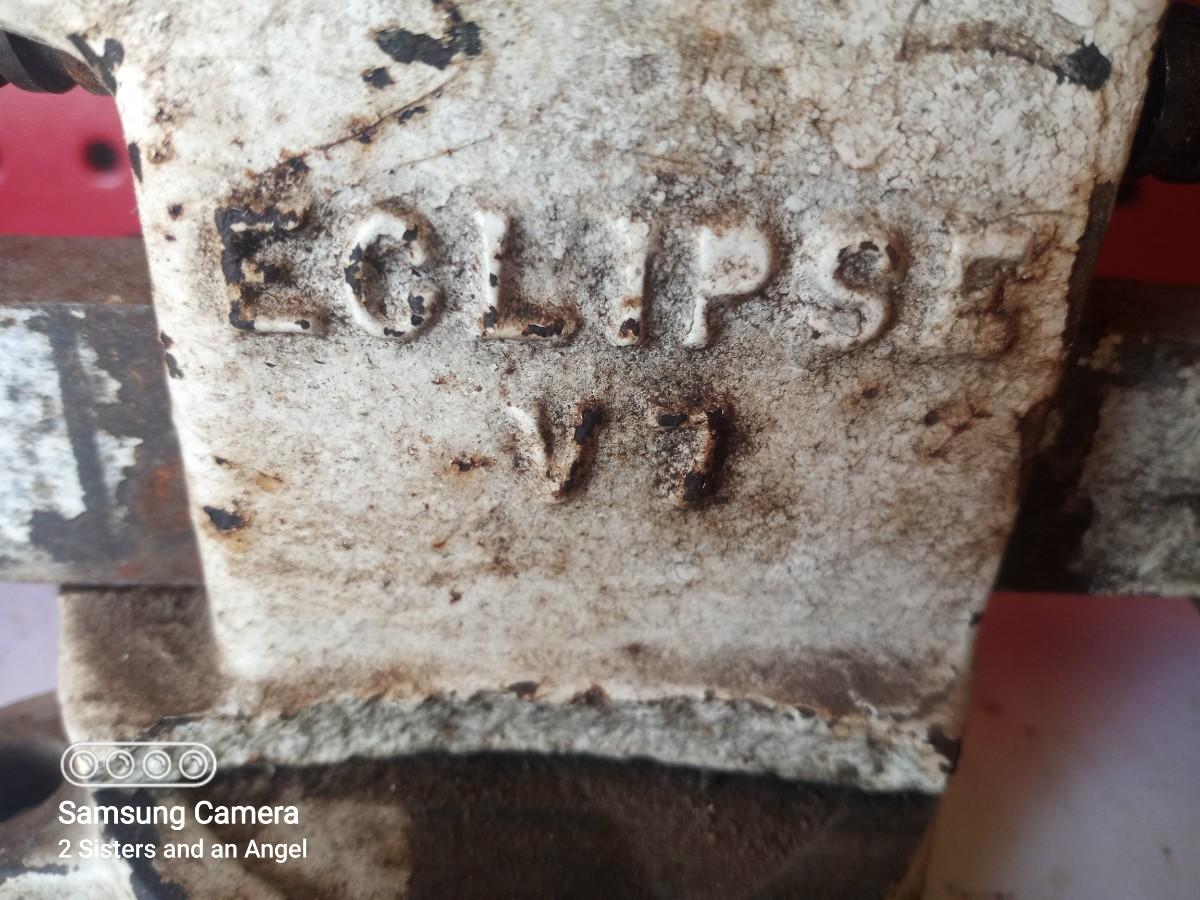 ECLIPSE
V7
Samsung Camera
2 Sisters and an Angel